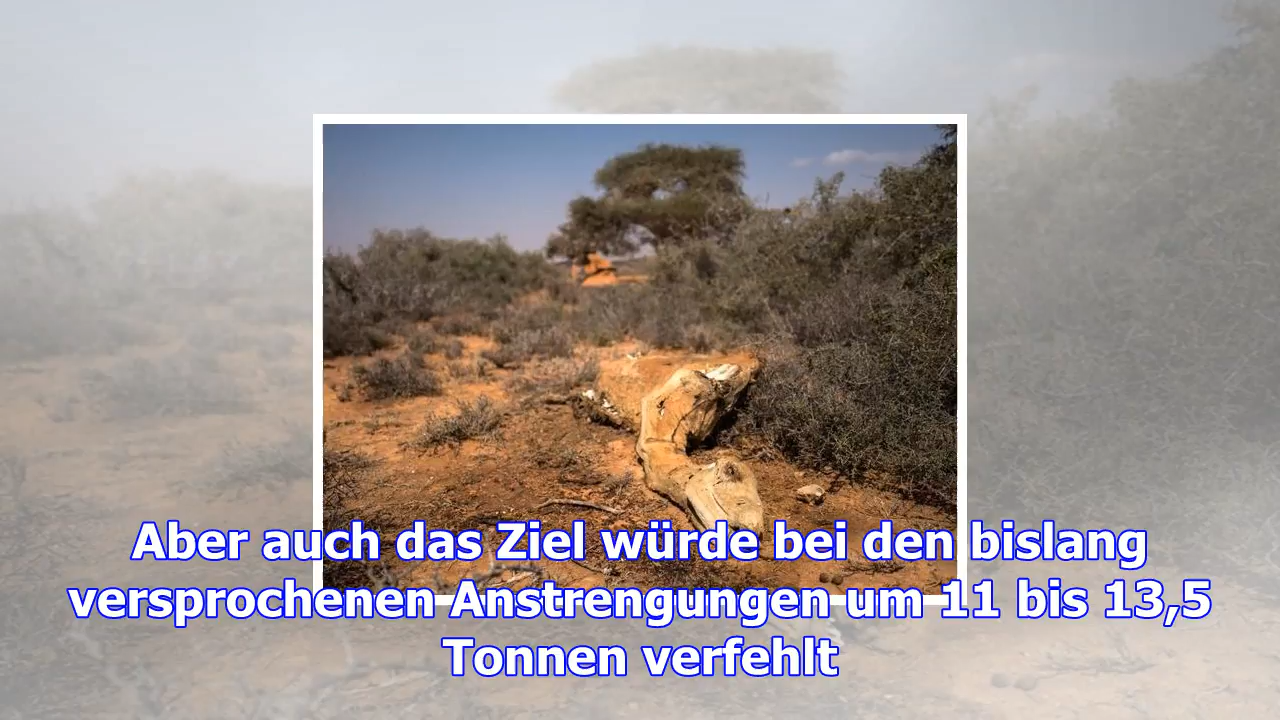 Aber auch das Ziel würde bei den bislang
versprochenen Anstrengungen um 11 bis 13,5
Tonnen verfehlt